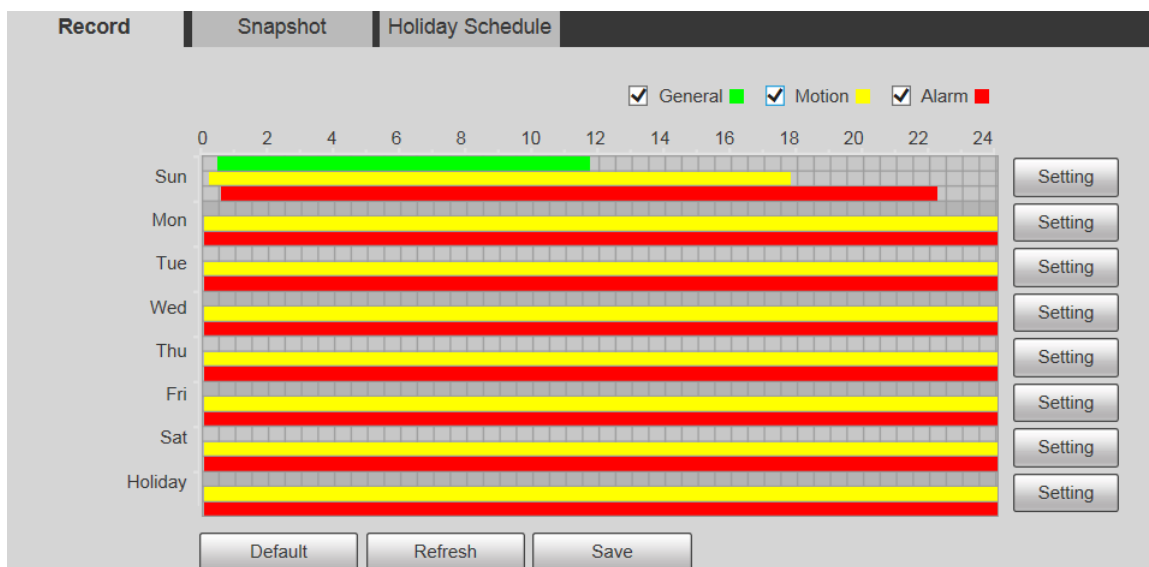 Record Snapshot Holiday Schedule
General Motion Alarm
0 2 4 6 8 10 12 14 16 18 20 22 24
Sun Setting
Mon Setting
Tue Setting
Wed Setting
Thu Setting
Fri Setting
Sat Setting
Holiday Setting
Default Refresh Save